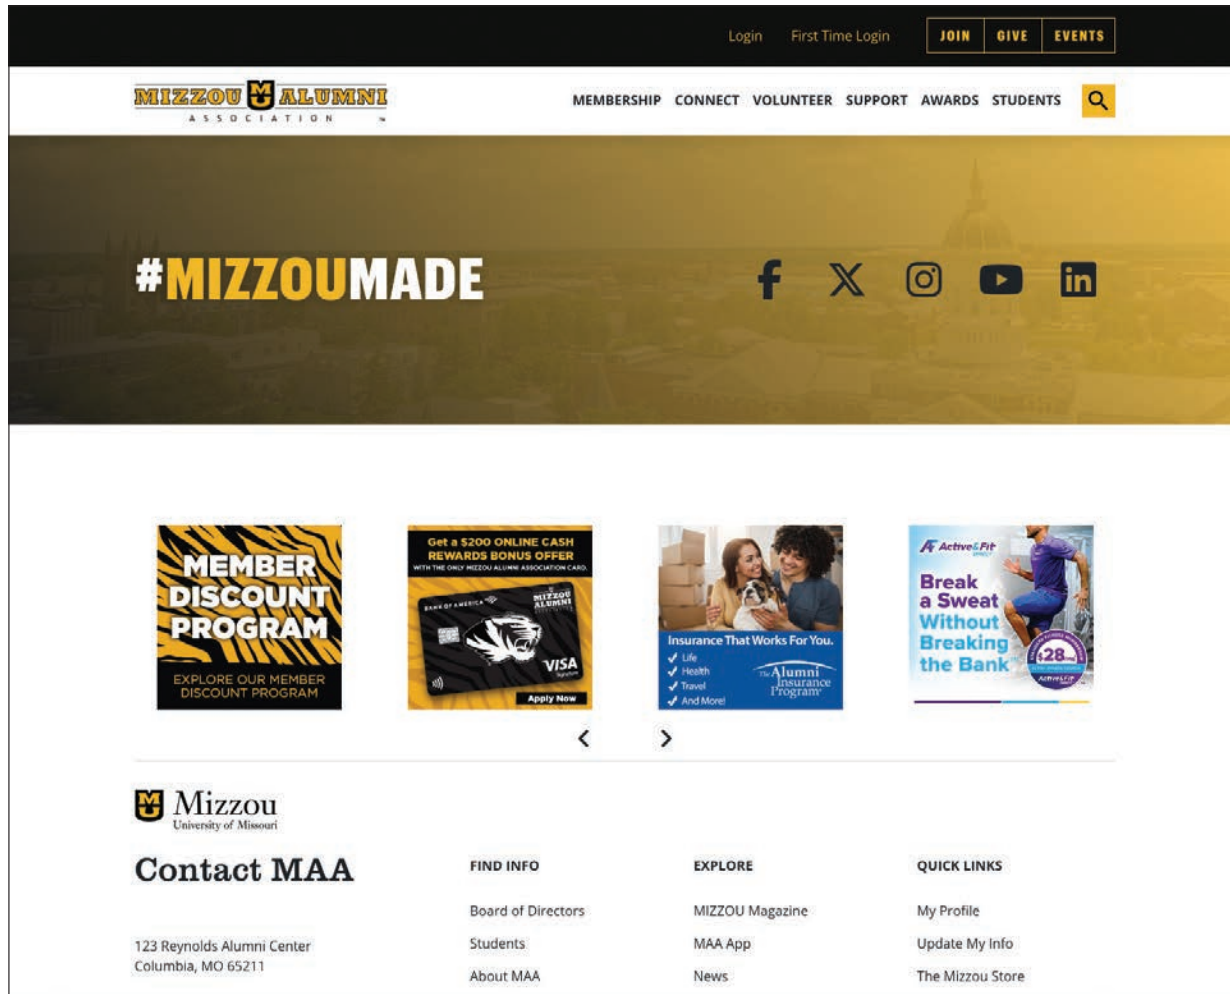 Login First Time Login JOIN GIVE EVENTS
MIZZOU ALUMNI
ASSOCIATION
MEMBERSHIP CONNECT VOLUNTEER SUPPORT AWARDS STUDENTS
#MIZZOUMADE
MEMBER
DISCOUNT
PROGRAM
EXPLORE OUR MEMBER
DISCOUNT PROGRAM
Get a $200 ONLINE CASH
REWARDS BONUS OFFER
WITH THE ONLY MIZZOU ALUMNI ASSOCIATION CARD.
BANK OF AMERICA
MIZZOU
ALUMNI
VISA
Signature
Apply Now
Insurance That Works For You.
Life
Health
Travel
And More!
The Alumni
Insurance
Program
Active&Fit
DIRECT
Break
a Sweat
Without
Breaking
the Bank
$28
Active&Fit
Mizzou
University of Missouri
Contact MAA
123 Reynolds Alumni Center
Columbia, MO 65211
FIND INFO
Board of Directors
Students
About MAA
EXPLORE
MIZZOU Magazine
MAA App
News
QUICK LINKS
My Profile
Update My Info
The Mizzou Store